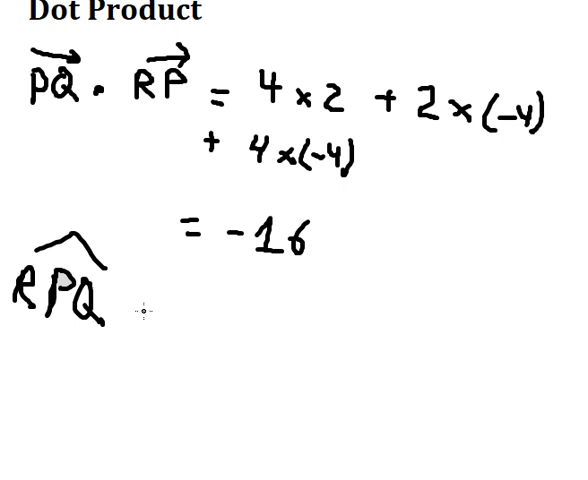 Dot Product
PQ · RP = 4 × 2 + 2 × (-4)
+ 4 × (-4)
= -16
RPQ